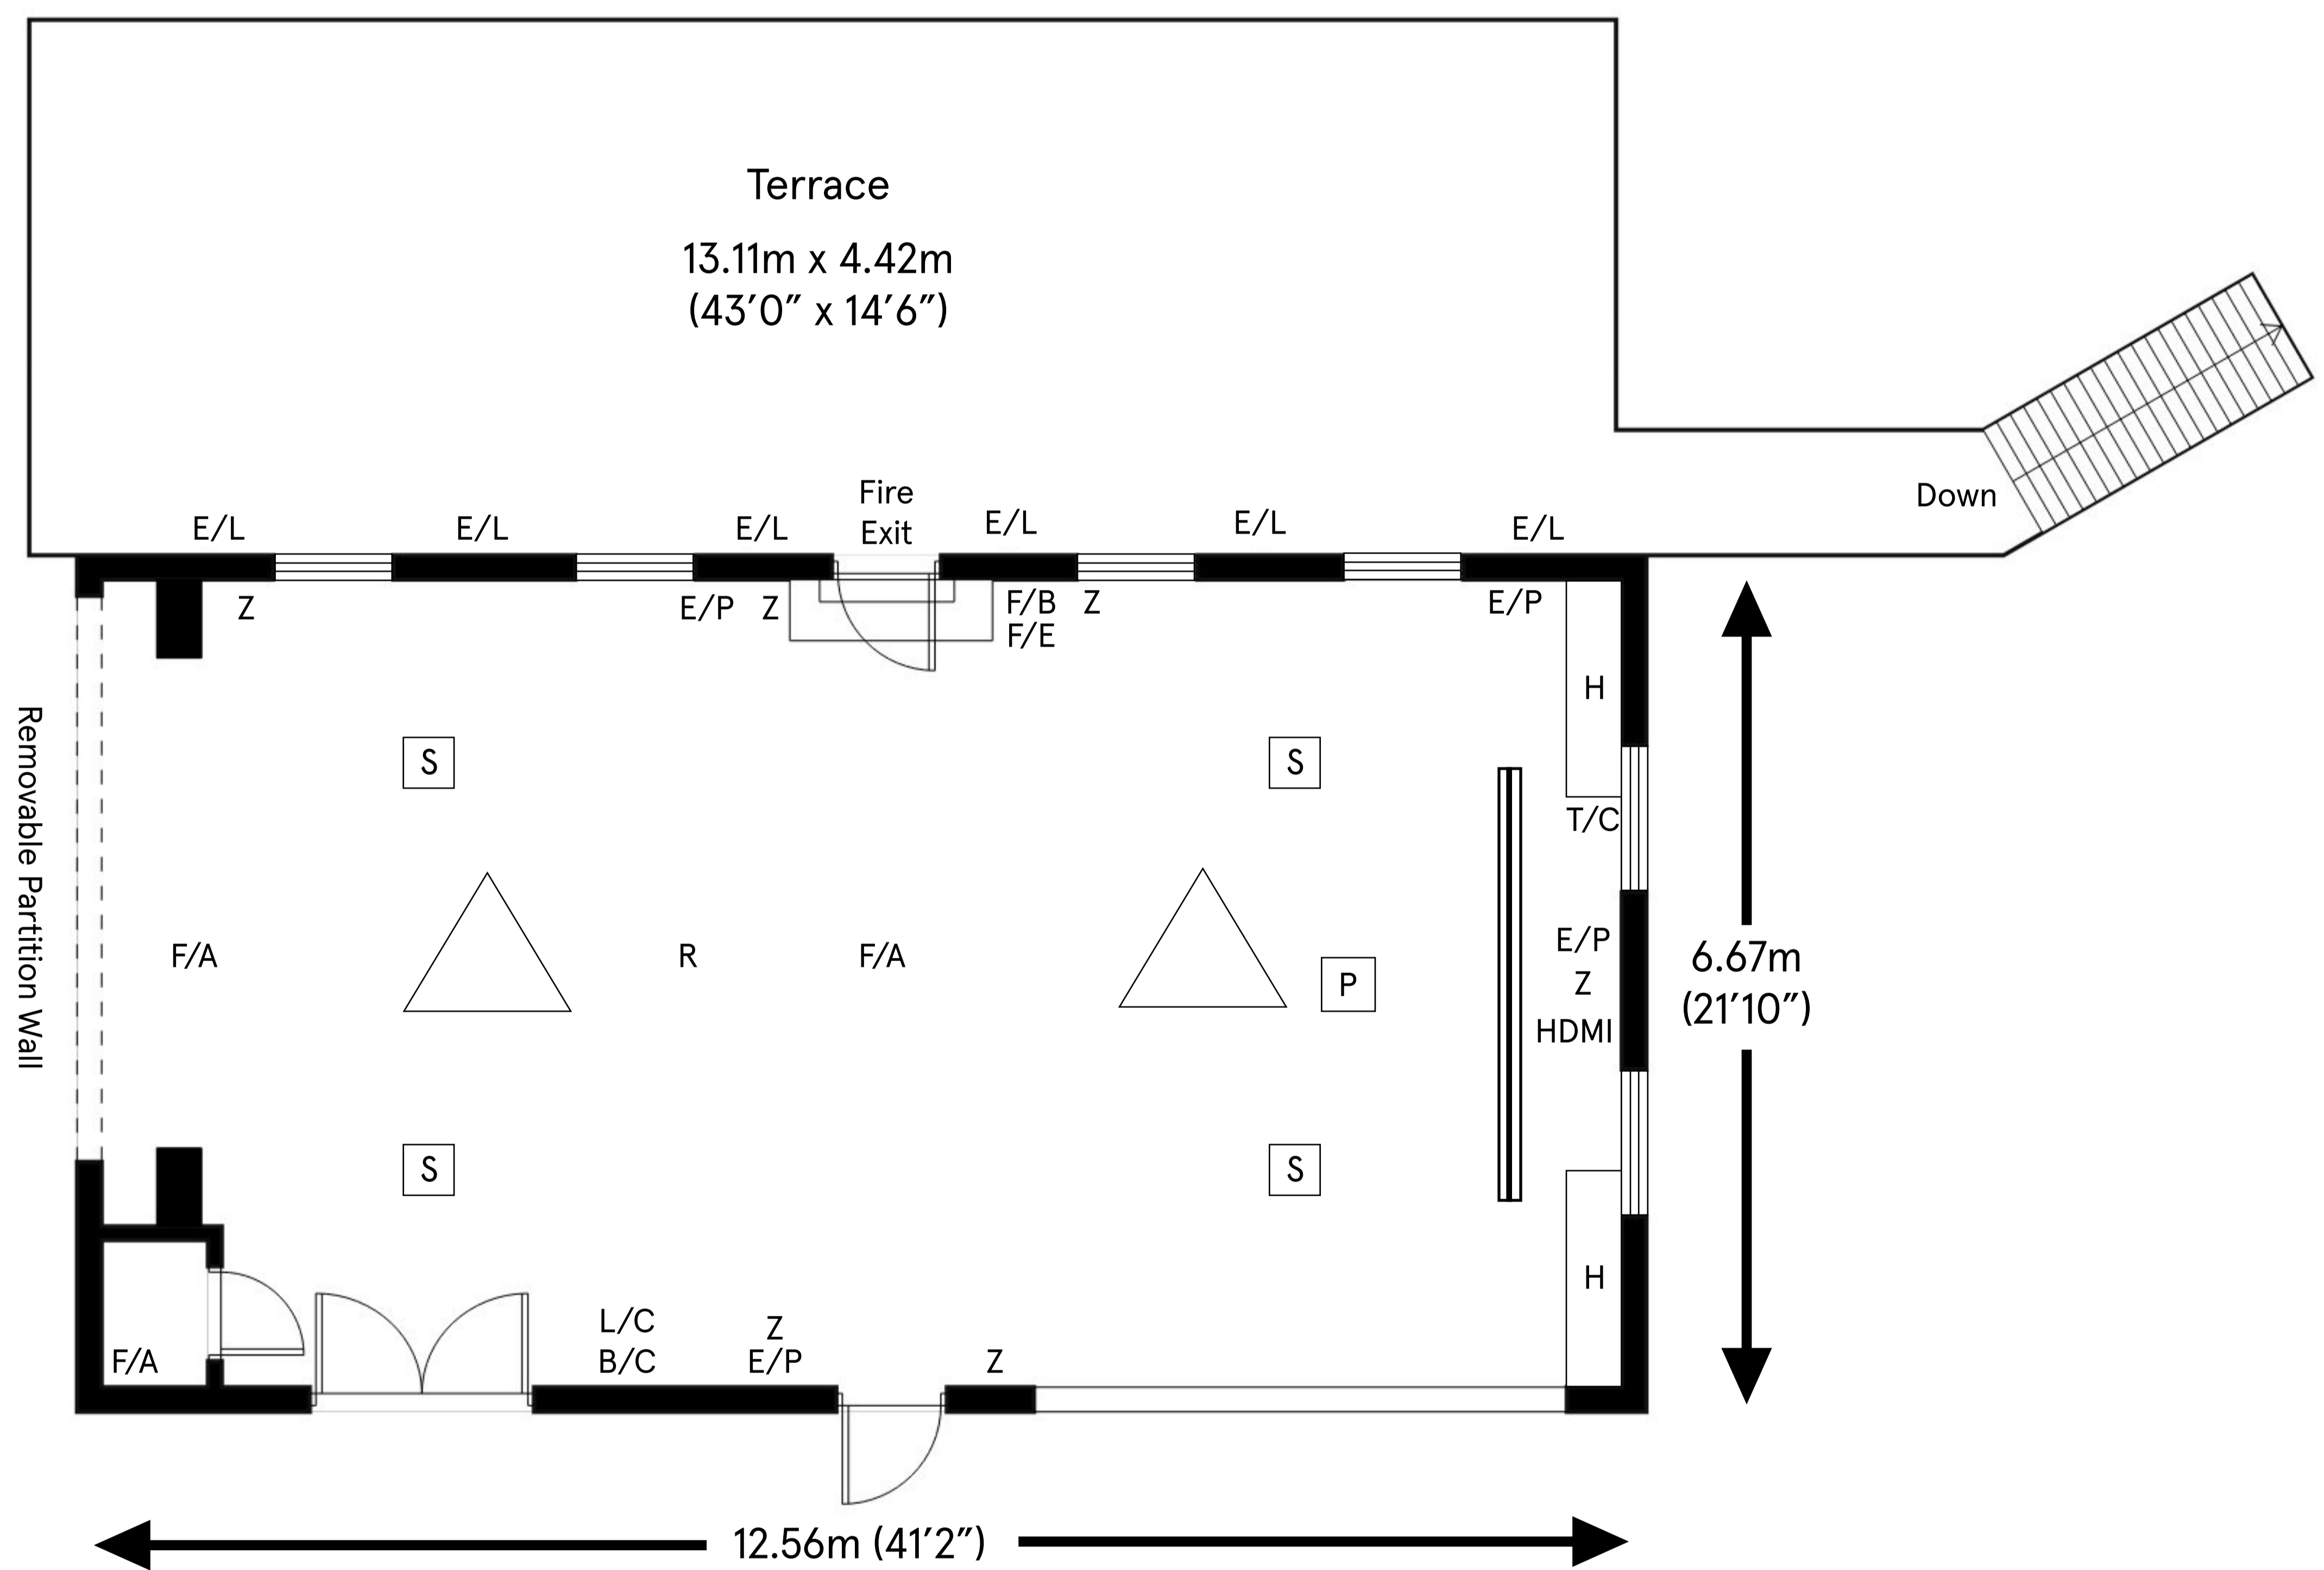 Terrace
13.11m x 4.42m
(43′0″ x 14′6″)
Down
Fire
Exit
E/L
E/L
E/L
E/L
E/L
E/L
Z
E/P Z
F/B Z
F/E
E/P
H
S
S
T/C
Removable Partition Wall
F/A
R
F/A
P
E/P
Z
HDMI
6.67m
(21′10″)
S
S
H
F/A
L/C
B/C
Z
E/P
Z
12.56m (41′2″)